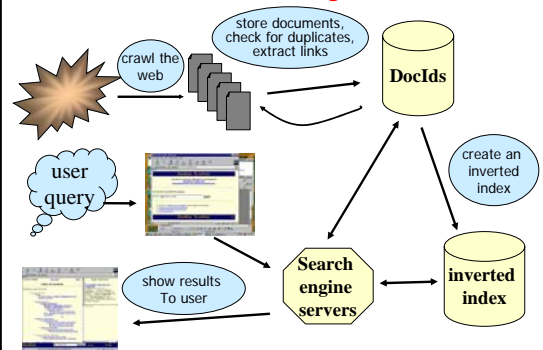 store documents,
check for duplicates,
extract links
crawl the
web
DocIds
user
query
create an
inverted
index
Search
engine
servers
inverted
index
show results
To user